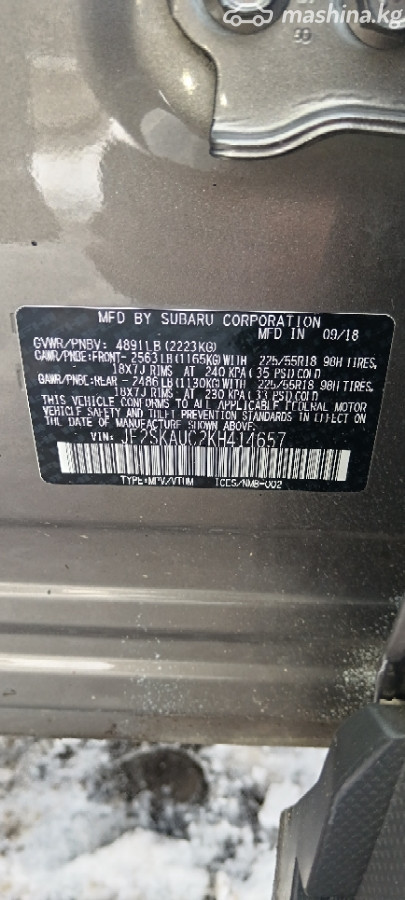 mashina.kg
MFD BY SUBARU CORPORATION
GVWR/PNBV: 4891LB (2223KG) MFD IN 09/18
GAWR/PNBE:FRONT- 2563LB(1165KG)WITH 225/55R18 98H TIRES,
18X7J RIMS AT 240 KPA (35 PSI)COLD
GAWR/PNBE:REAR -2486LB(1130KG)WITH 225/55R18 98H TIRES,
18X7J RIMS AT 230 KPA (33 PSI)COLD
THIS VEHICLE CONFORMS TO ALL APPLICABLE FEDERAL MOTOR
VEHICLE SAFETY AND THEFT PREVENTION STANDARDS IN EFFECT
ON THE DATE OF MANUFACTURE SHOWN ABOVE.
VIN: JF2SKAUC2KH414657
TYPE:MPV/VTUM ICES/NMB-002